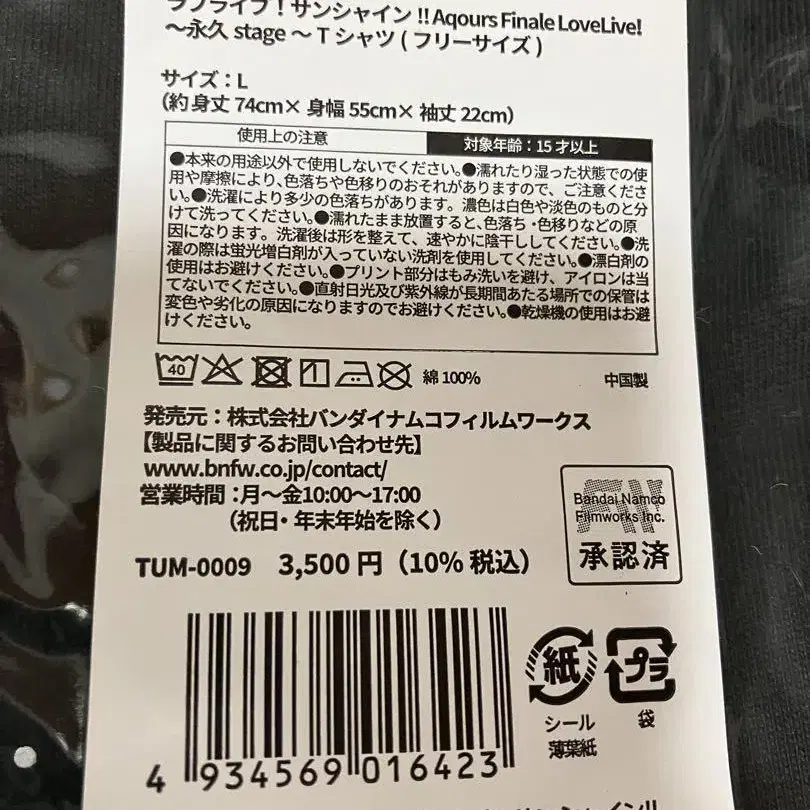 ラブライブ！サンシャイン!! Aqours Finale LoveLive!
～永久 stage ～ T シャツ ( フリーサイズ )
サイズ：L
（約 身丈 74cm× 身幅 55cm× 袖丈 22cm）
使用上の注意
対象年齢：15 才以上
●本来の用途以外で使用しないでください。●濡れたり湿った状態での使
用や摩擦により、色落ちや色移りのおそれがありますので、ご注意くださ
い。●洗濯により多少の色落ちがあります。濃色は白色や淡色のものと分
けて洗ってください。●濡れたまま放置すると、色落ち・色移りなどの原
因になります。洗濯後は形を整えて、速やかに陰干ししてください。●洗
濯の際は蛍光増白剤が入っていない洗剤を使用してください。●漂白剤の
使用はお避けください。●プリント部分はもみ洗いを避け、アイロンは当
てないでください。●直射日光及び紫外線が長期間あたる場所での保管は
変色や劣化の原因になりますのでお避けください。●乾燥機の使用はお避
けください。
40
綿 100%
中国製
発売元：株式会社バンダイナムコフィルムワークス
【製品に関するお問い合わせ先】
www.bnfw.co.jp/contact/
営業時間：月～金10:00～17:00
（祝日・年末年始を除く）
Bandai Namco
Filmworks Inc.
承認済
TUM-0009 3,500 円（10% 税込）
紙
プラ
シール
薄葉紙
袋
4 934569 016423